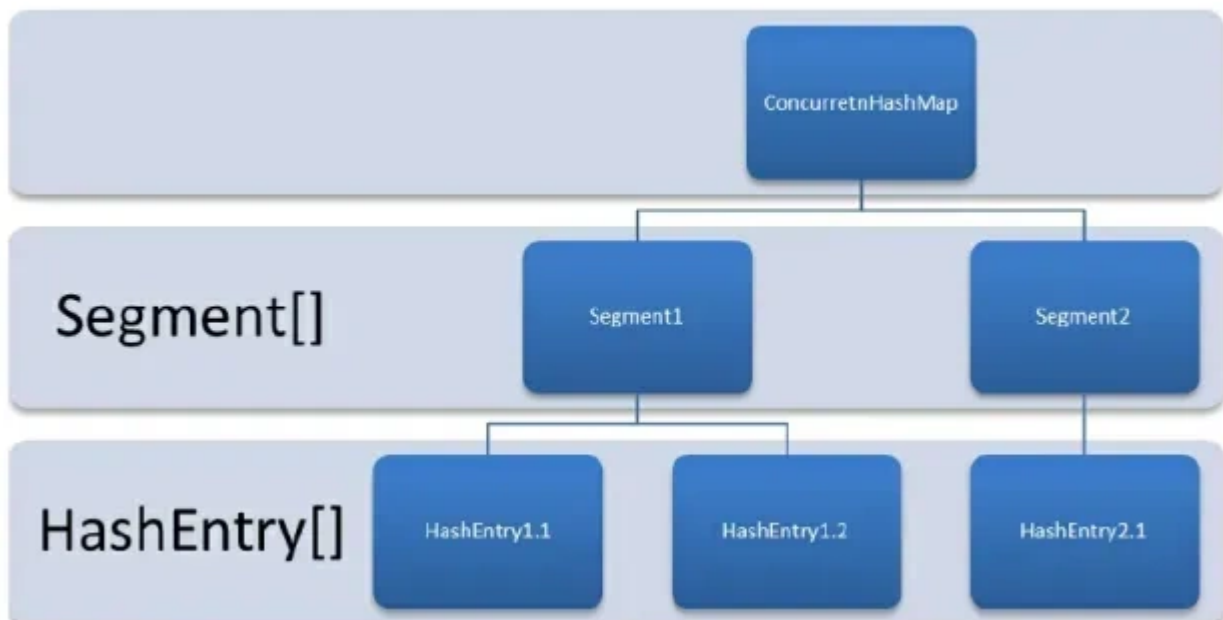 ConcurretnHashMap
Segment[]
Segment1
Segment2
HashEntry[]
HashEntry1.1
HashEntry1.2
HashEntry2.1